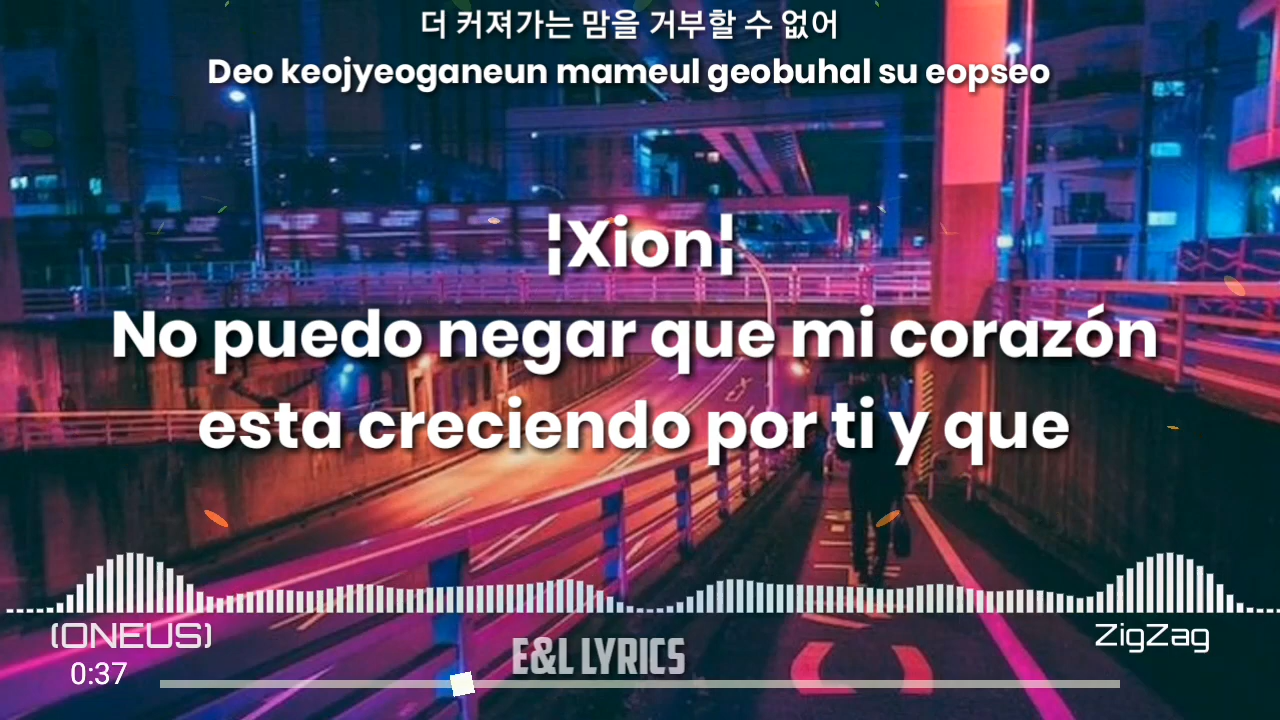 더 커져가는 맘을 거부할 수 없어
Deo keojyeoganeun mameul geobuhal su eopseo
¦Xion¦
No puedo negar que mi corazón
esta creciendo por ti y que
(ONEUS)
ZigZag
0:37
E&L LYRICS